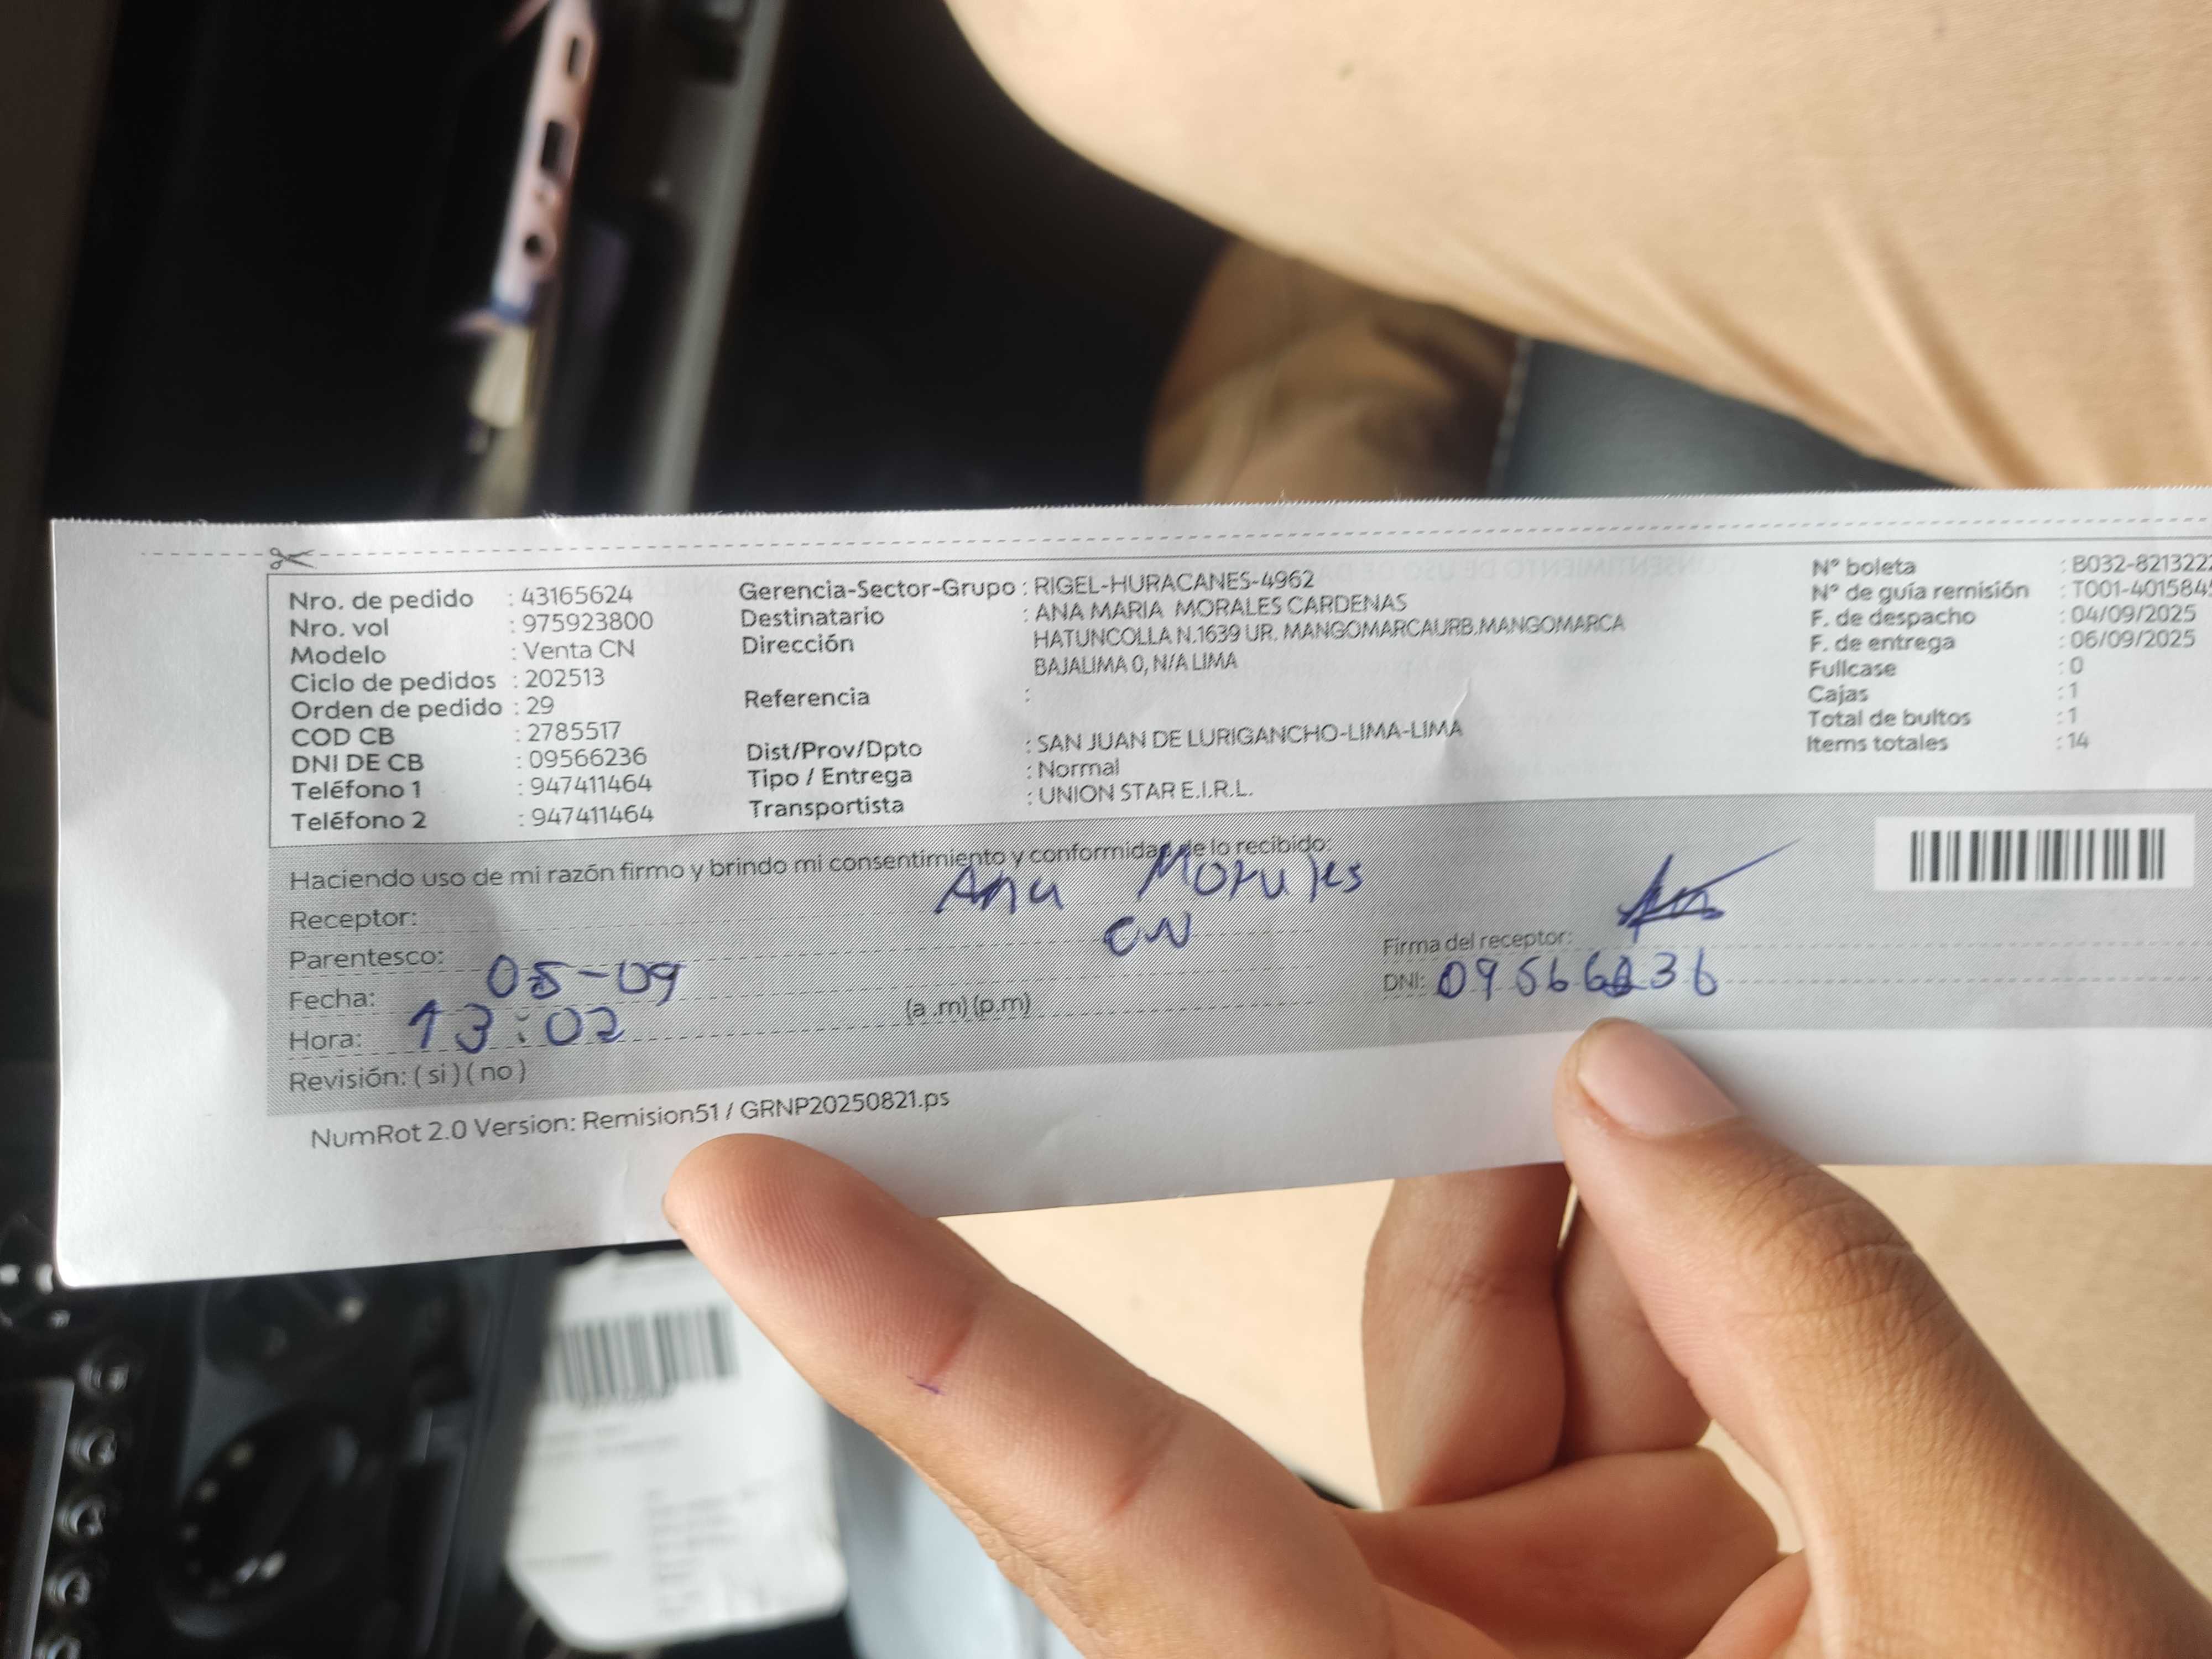 Nro. de pedido : 43165624
Nro. vol : 975923800
Modelo : Venta CN
Ciclo de pedidos : 202513
Orden de pedido : 29
COD CB : 2785517
DNI DE CB : 09566236
Teléfono 1 : 947411464
Teléfono 2 : 947411464
Gerencia-Sector-Grupo : RIGEL-HURACANES-4962
Destinatario : ANA MARIA MORALES CARDENAS
Dirección HATUNCOLLA N.1639 UR. MANGOMARCAURB.MANGOMARCA
BAJALIMA 0, N/A LIMA
Referencia :
Dist/Prov/Dpto : SAN JUAN DE LURIGANCHO-LIMA-LIMA
Tipo / Entrega : Normal
Transportista : UNION STAR E.I.R.L.
N° boleta : B032-821322
N° de guía remisión : T001-401584
F. de despacho : 04/09/2025
F. de entrega : 06/09/2025
Fullcase : 0
Cajas : 1
Total de bultos : 1
Items totales : 14
Haciendo uso de mi razón firmo y brindo mi consentimiento y conformidad de lo recibido:
Receptor: Ana Morales
Parentesco: CN
Fecha: 05-09
Hora: 13:02 (a .m) (p.m)
Revisión: ( si ) ( no )
Firma del receptor:
DNI: 09566236
NumRot 2.0 Version: Remision51 / GRNP20250821.ps